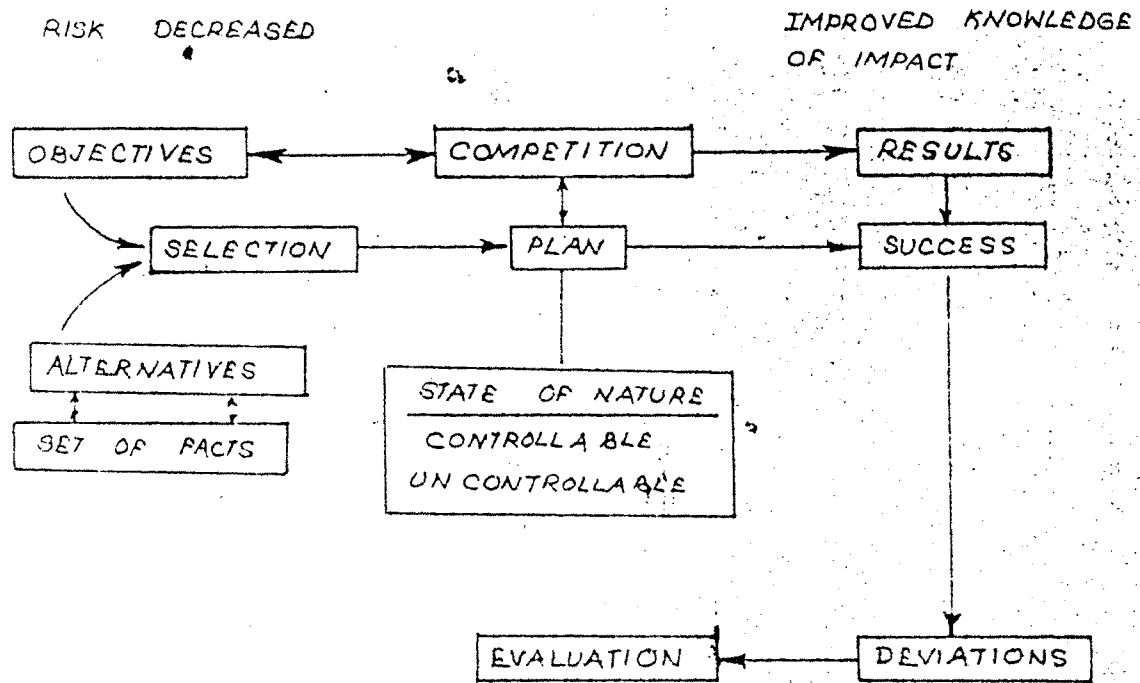 RISK DECREASED
IMPROVED KNOWLEDGE
OF IMPACT
OBJECTIVES
COMPETITION
RESULTS
SELECTION
PLAN
SUCCESS
ALTERNATIVES
SET OF FACTS
STATE OF NATURE
CONTROLLABLE
UN CONTROLLABLE
EVALUATION
DEVIATIONS